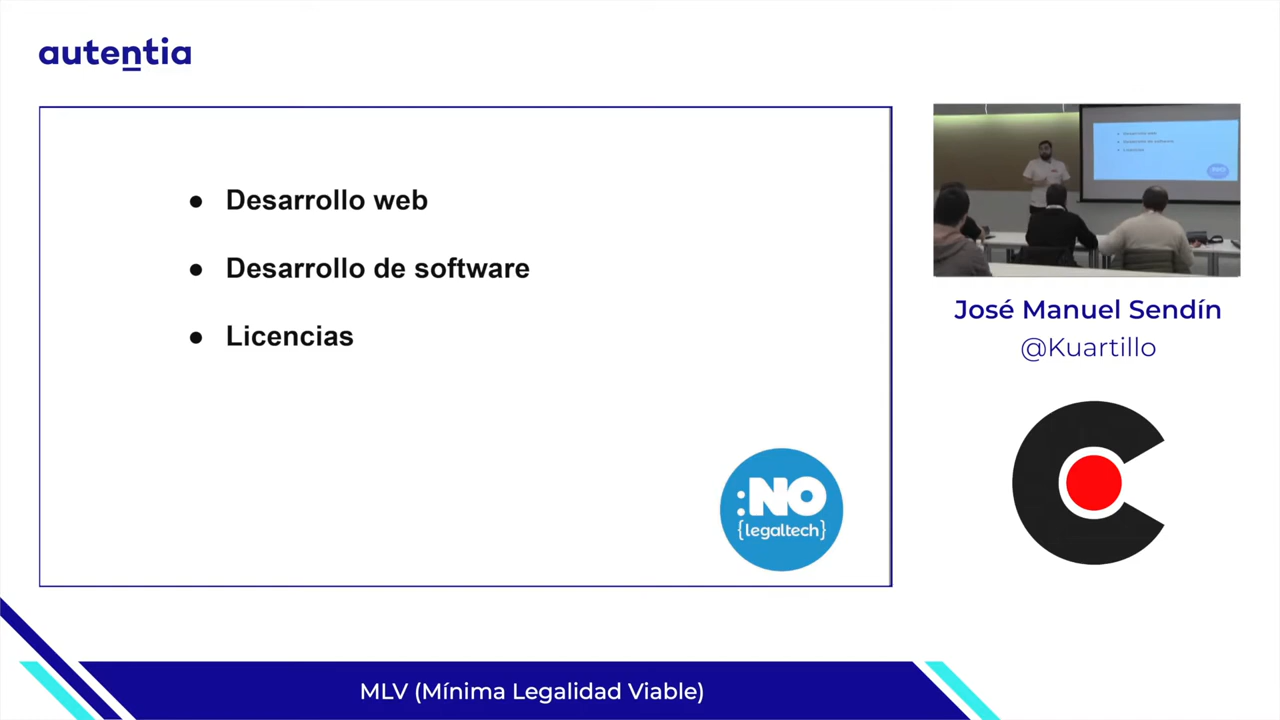 autentia
● Desarrollo web
● Desarrollo de software
● Licencias
:NO
{legaltech}
José Manuel Sendín
@Kuartillo
MLV (Mínima Legalidad Viable)